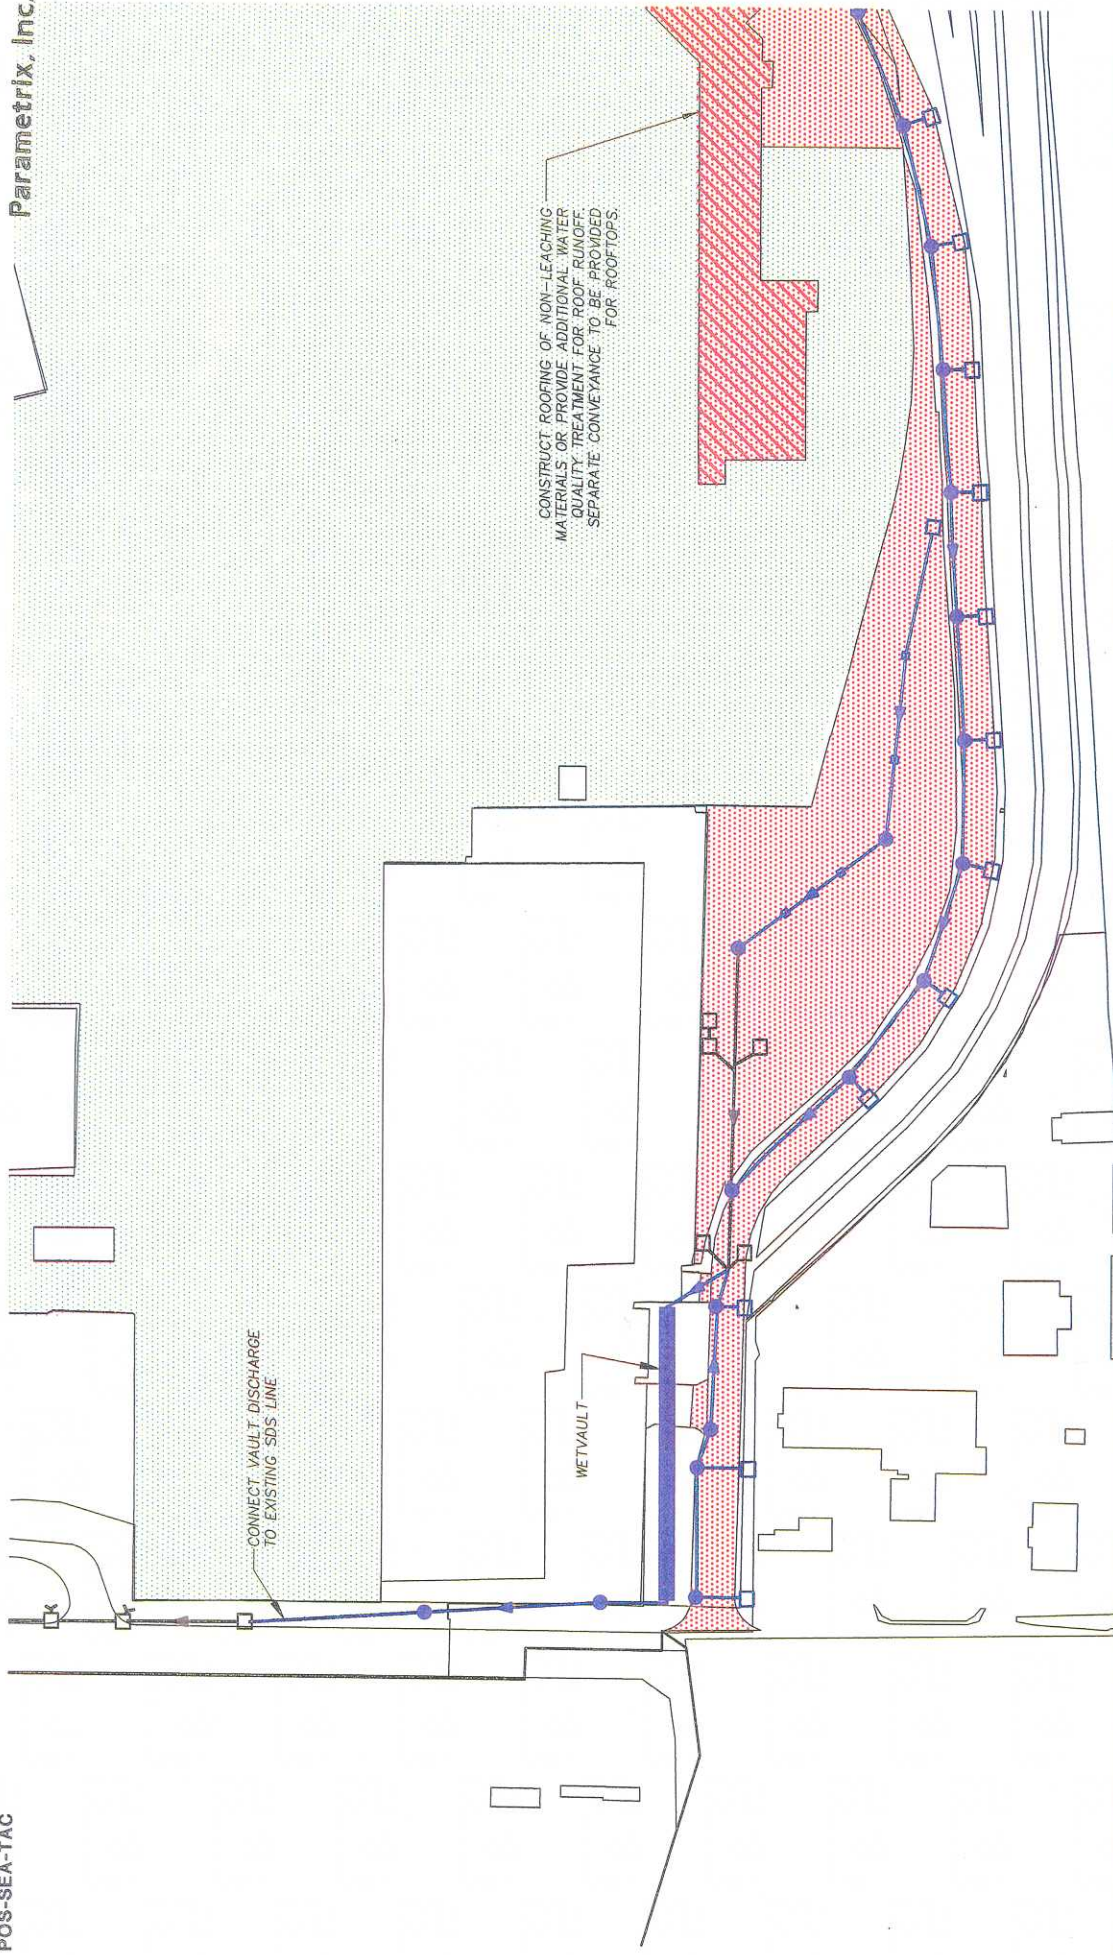 POS-SEA-TAC
Parametrix, Inc.
CONNECT VAULT DISCHARGE
TO EXISTING SDS LINE
WETVAULT
CONSTRUCT ROOFING OF NON-LEACHING
MATERIALS OR PROVIDE ADDITIONAL WATER
QUALITY TREATMENT FOR ROOF RUNOFF.
SEPARATE CONVEYANCE TO BE PROVIDED
FOR ROOFTOPS.